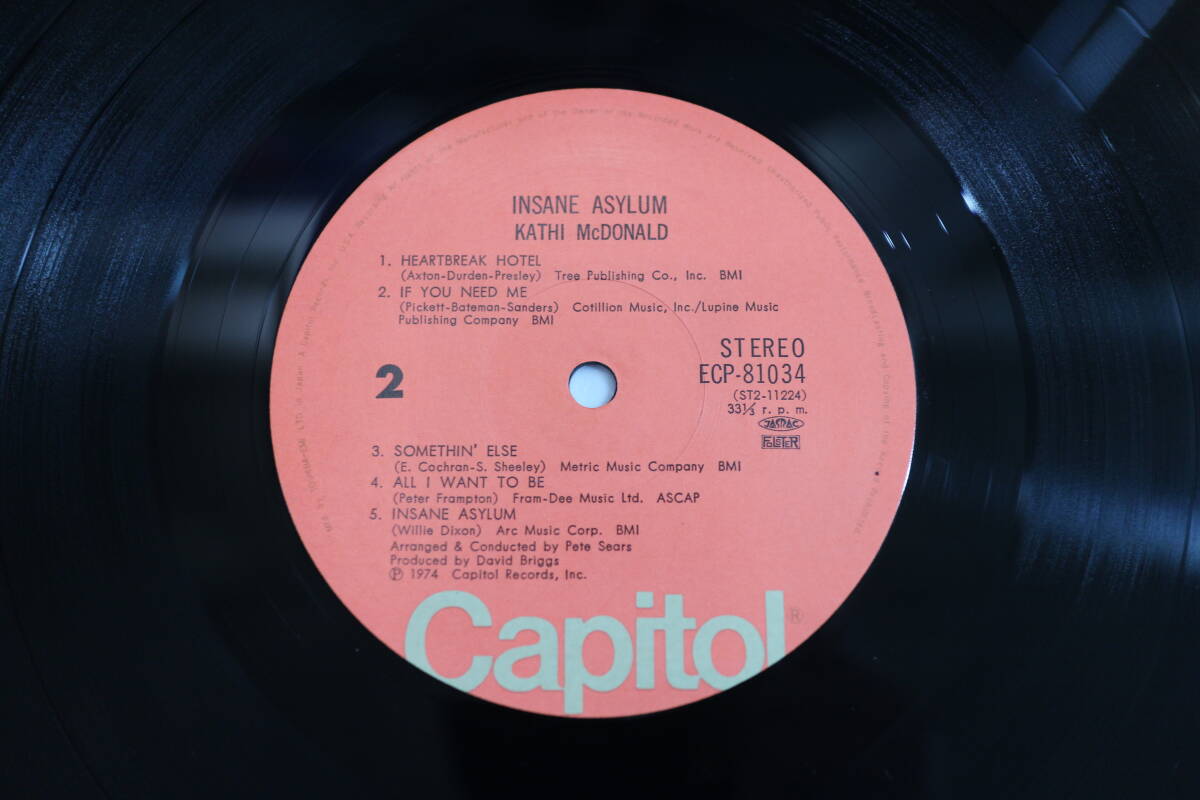 INSANE ASYLUM
KATHI McDONALD
1. HEARTBREAK HOTEL
(Axton-Durden-Presley) Tree Publishing Co., Inc. BMI
2. IF YOU NEED ME
(Pickett-Bateman-Sanders) Cotillion Music, Inc./Lupine Music
Publishing Company BMI
STEREO
2
ECP-81034
(ST2-11224)
33⅓ r. p. m.
JASRAC
3. SOMETHIN' ELSE
(E. Cochran-S. Sheeley) Metric Music Company BMI
4. ALL I WANT TO BE
(Peter Frampton) Fram-Dee Music Ltd. ASCAP
5. INSANE ASYLUM
(Willie Dixon) Arc Music Corp. BMI
Arranged & Conducted by Pete Sears
Produced by David Briggs
Ⓟ 1974 Capitol Records, Inc.
Capitol®